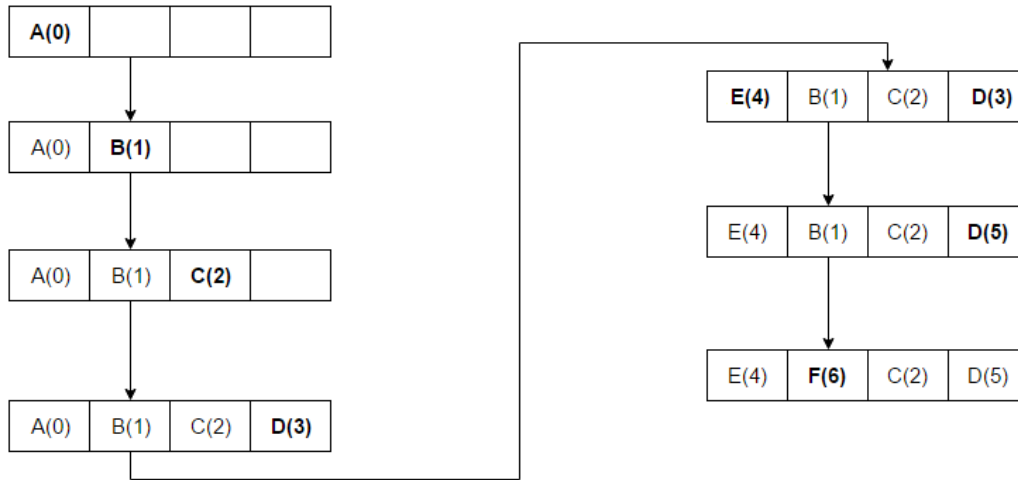 A(0)
A(0) B(1)
A(0) B(1) C(2)
A(0) B(1) C(2) D(3)
E(4) B(1) C(2) D(3)
E(4) B(1) C(2) D(5)
E(4) F(6) C(2) D(5)